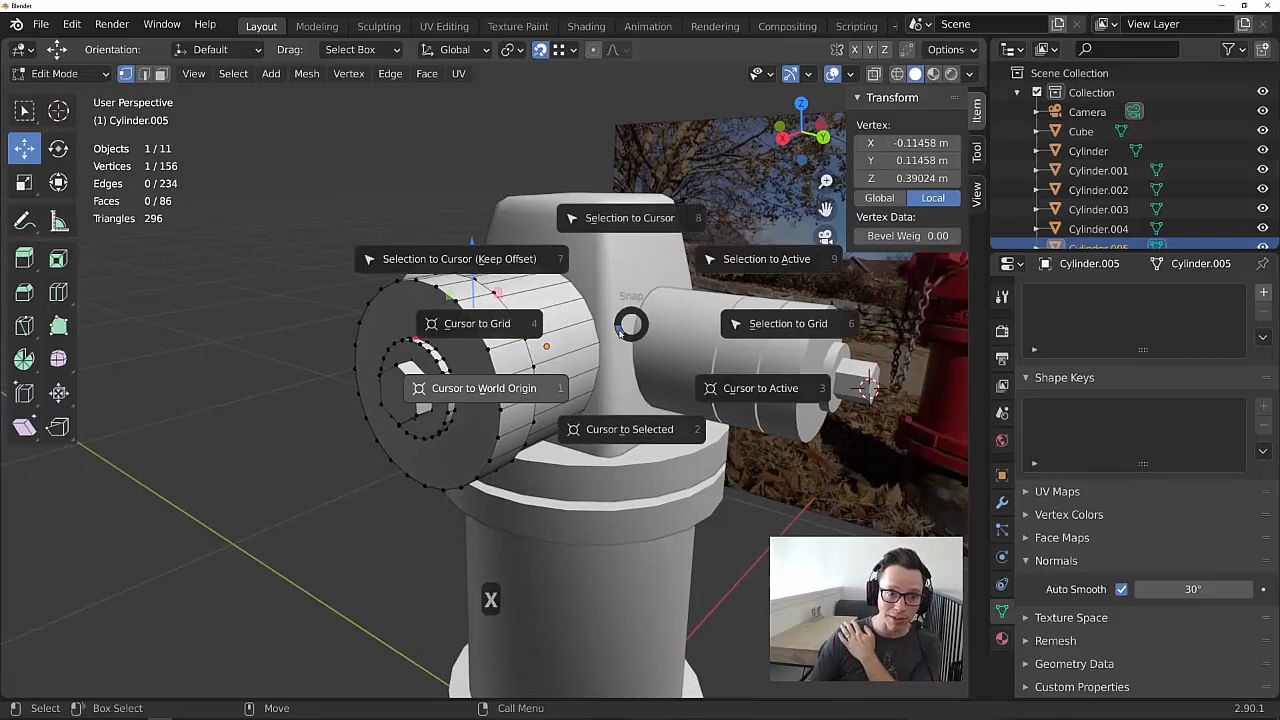 Blender
File Edit Render Window Help
Layout Modeling Sculpting UV Editing Texture Paint Shading Animation Rendering Compositing Scripting
Scene
View Layer
Orientation: Default Drag: Select Box Global
X Y Z Options
Edit Mode View Select Add Mesh Vertex Edge Face UV
User Perspective
(1) Cylinder.005
Objects 1/11
Vertices 1/156
Edges 0/234
Faces 0/86
Triangles 296
Z
X
Y
Transform
Vertex:
X -0.11458 m
Y 0.11458 m
Z 0.39024 m
Global Local
Vertex Data:
Bevel Weig 0.00
Item
Tool
View
Selection to Cursor 8
Selection to Cursor (Keep Offset) 7
Selection to Active 9
Snap
Cursor to Grid 4
Selection to Grid 6
Cursor to World Origin 1
Cursor to Active 3
Cursor to Selected 2
X
Scene Collection
Collection
Camera
Cube
Cylinder
Cylinder.001
Cylinder.002
Cylinder.003
Cylinder.004
Cylinder.005
Cylinder.005 Cylinder.005
Shape Keys
UV Maps
Vertex Colors
Face Maps
Normals
Auto Smooth 30°
Texture Space
Remesh
Geometry Data
Custom Properties
Select Box Select Move Call Menu 2.90.1